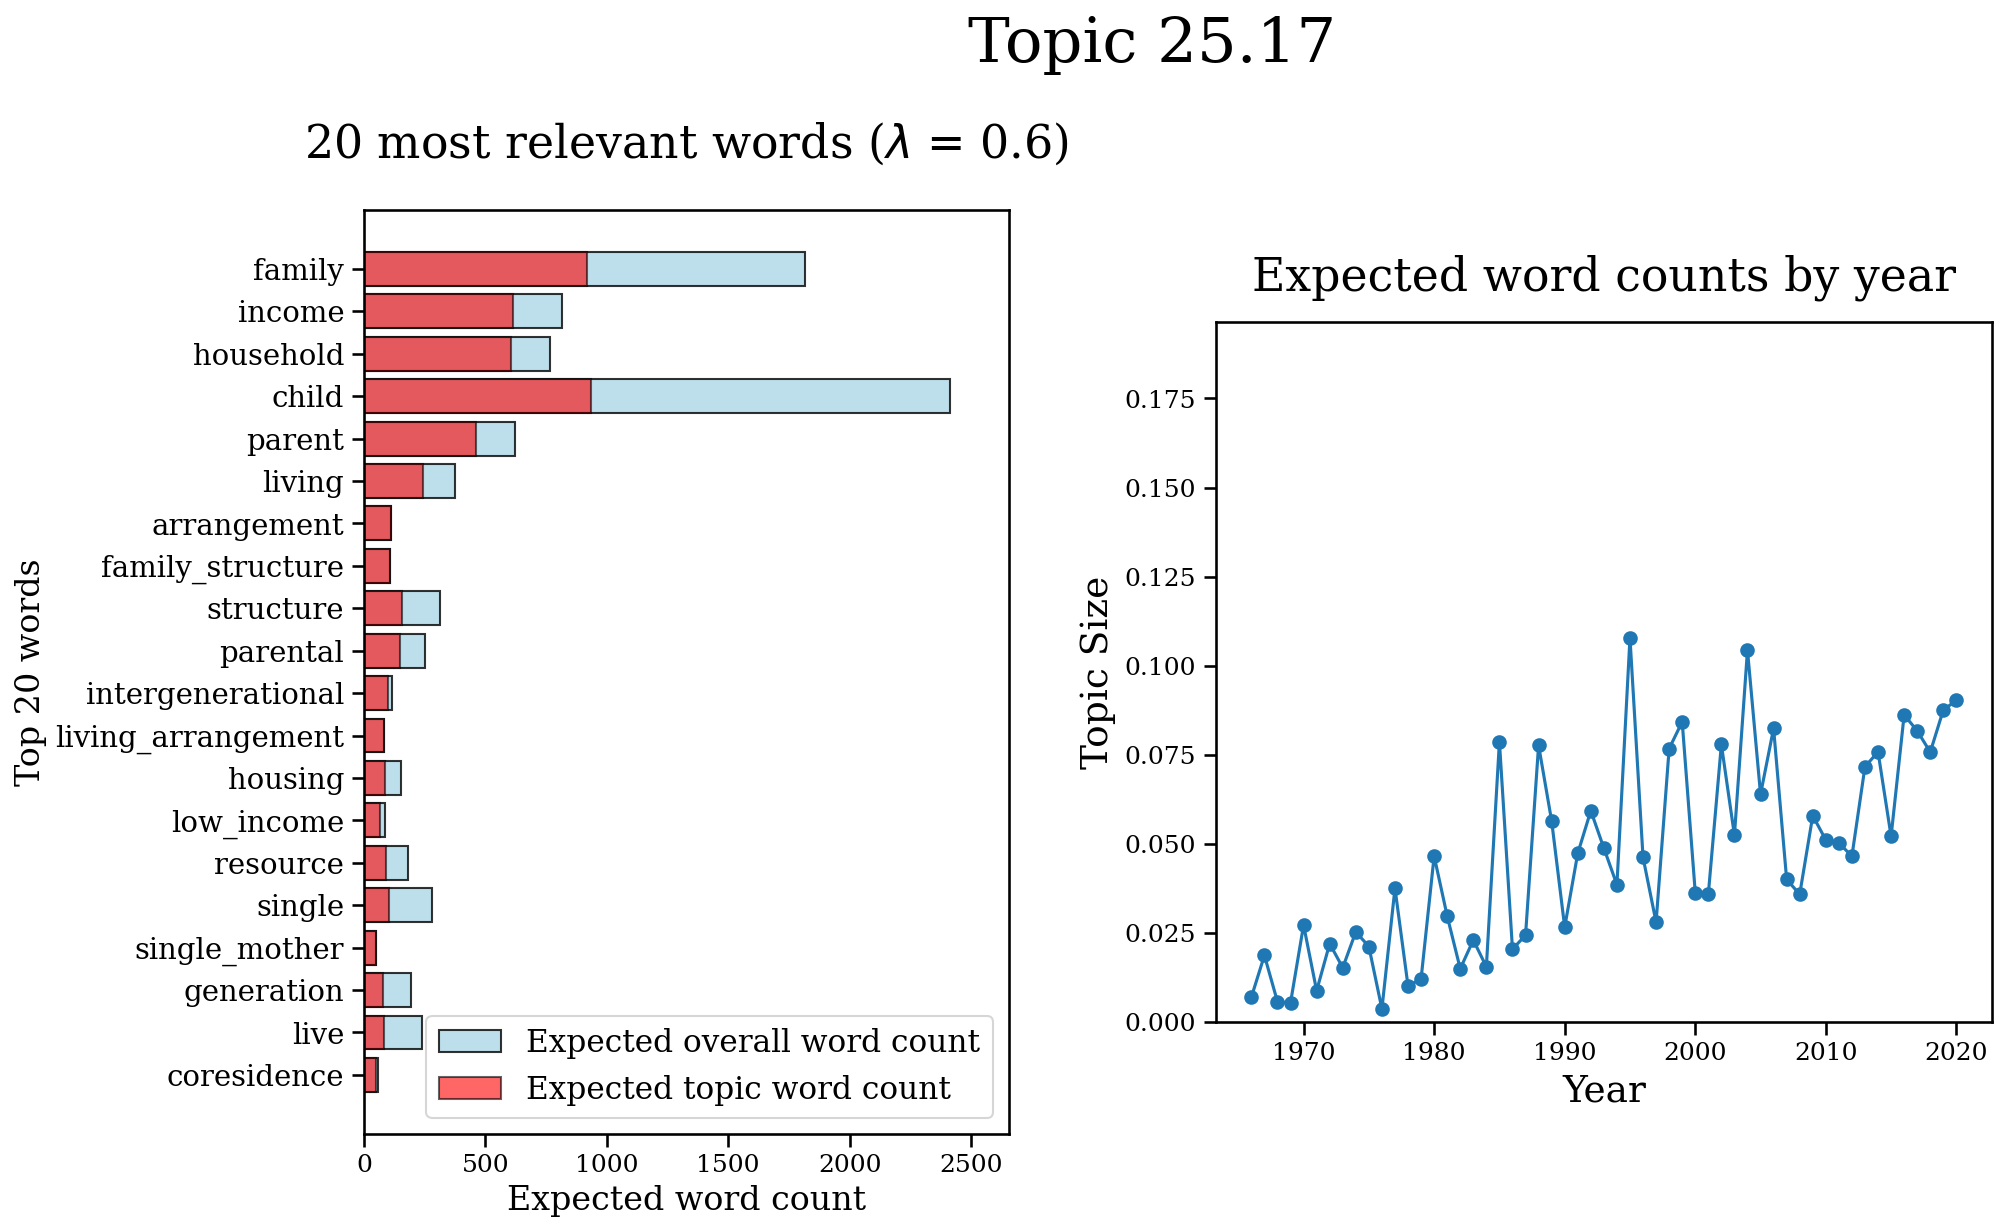 Topic 25.17
20 most relevant words (λ = 0.6)
Top 20 words
family
income
household
child
parent
living
arrangement
family_structure
structure
parental
intergenerational
living_arrangement
housing
low_income
resource
single
single_mother
generation
live
coresidence
Expected overall word count
Expected topic word count
0 500 1000 1500 2000 2500
Expected word count
Expected word counts by year
Topic Size
0.175
0.150
0.125
0.100
0.075
0.050
0.025
0.000
1970 1980 1990 2000 2010 2020
Year